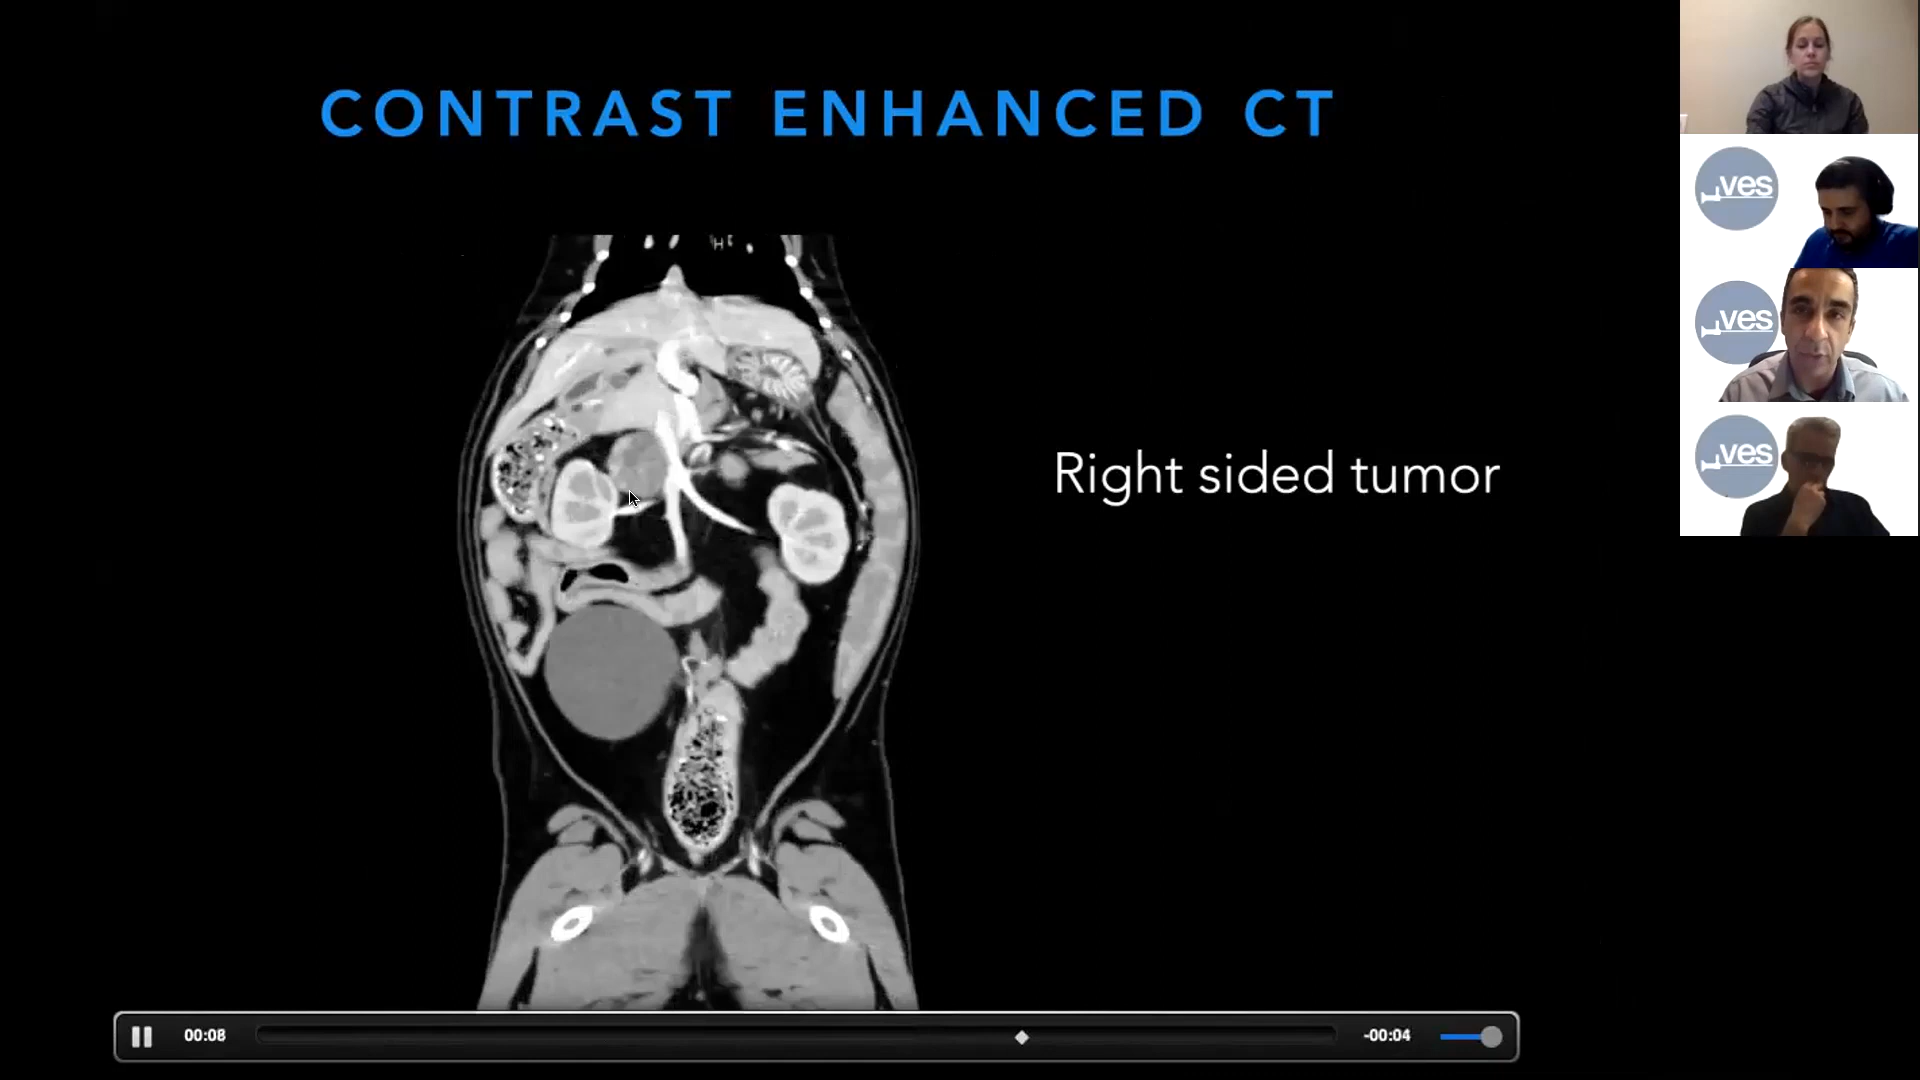 CONTRAST ENHANCED CT
H
Right sided tumor
00:08
-00:04
ves
ves
ves